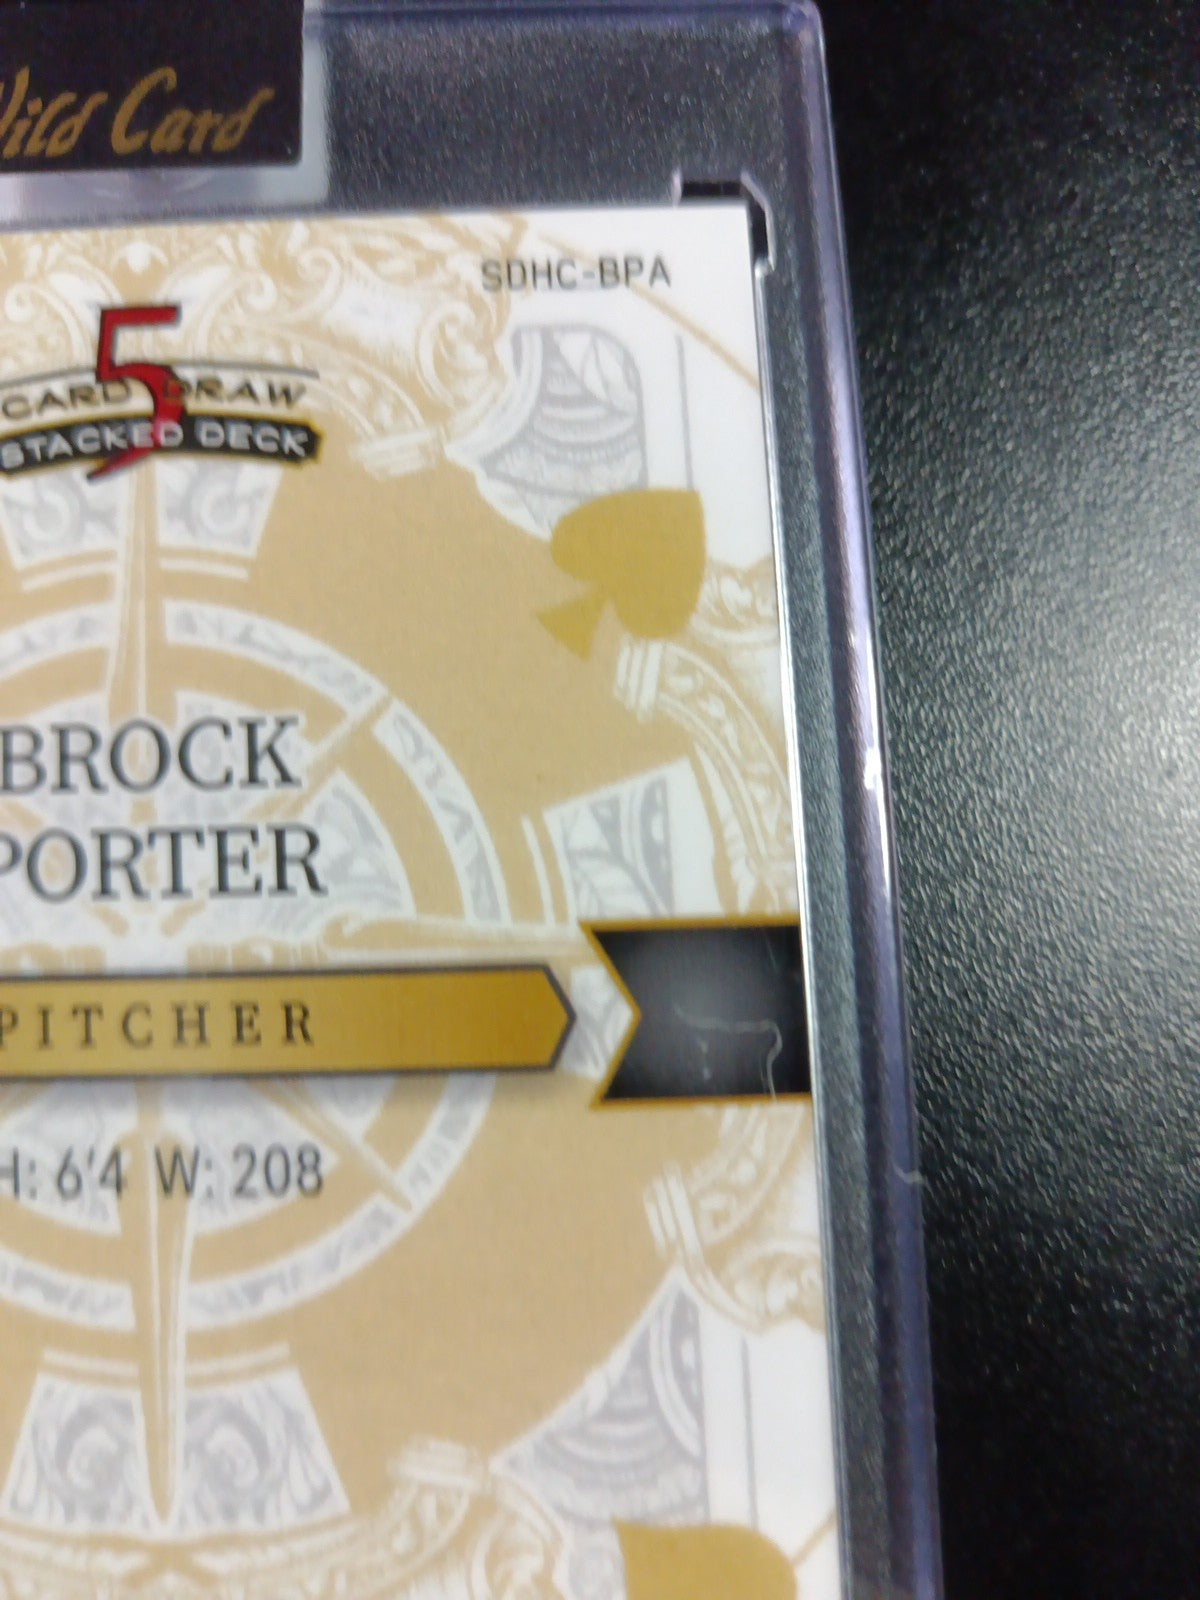 Wild Card
SDHC-BPA
5
CARD DRAW
STACKED DECK
BROCK
PORTER
PITCHER
H: 6'4 W: 208